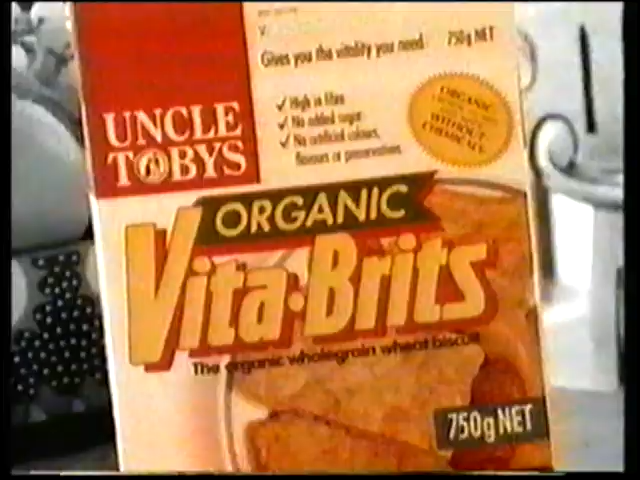 Gives you the vitality you need
750g NET
UNCLE
TOBYS
✓ High in fibre
✓ No added sugar
✓ No artificial colours,
flavours or preservatives
ORGANIC
WITHOUT
CHEMICALS
ORGANIC
Vita·Brits
The organic wholegrain wheat biscuit
750g NET